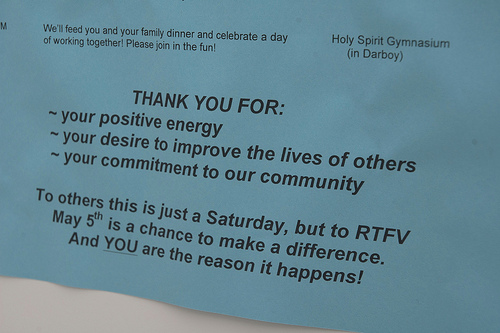 M
We'll feed you and your family dinner and celebrate a day
of working together! Please join in the fun!
Holy Spirit Gymnasium
(in Darboy)
THANK YOU FOR:
~ your positive energy
~ your desire to improve the lives of others
~ your commitment to our community
To others this is just a Saturday, but to RTFV
May 5th is a chance to make a difference.
And YOU are the reason it happens!